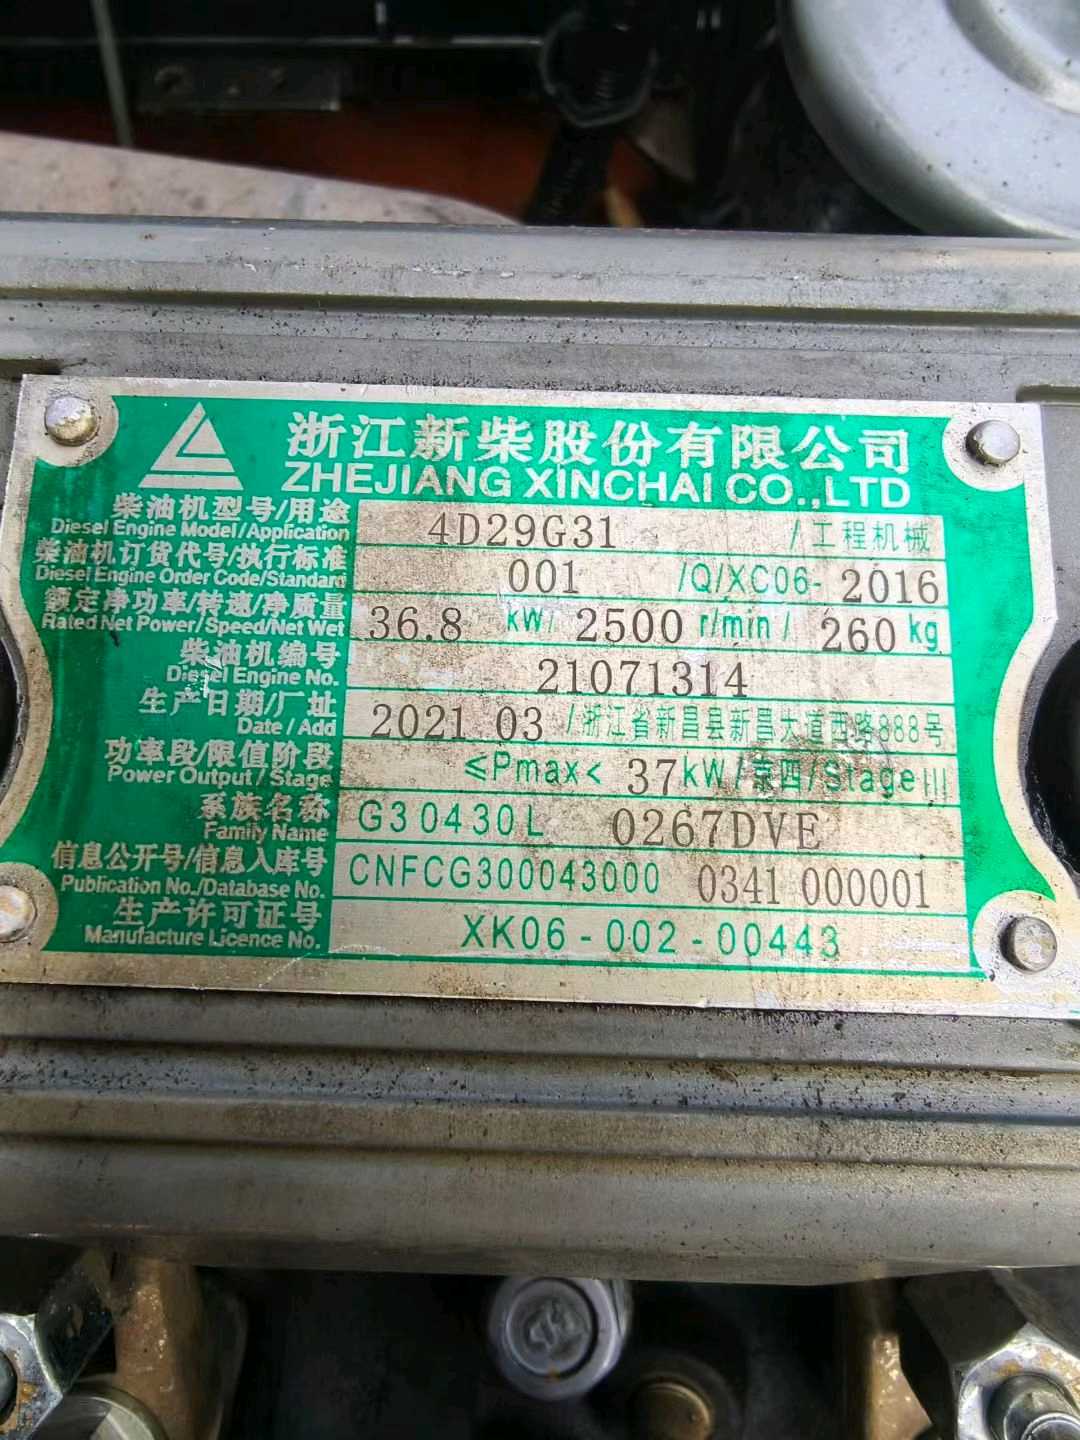 浙江新柴股份有限公司
ZHEJIANG XINCHAI CO.,LTD
柴油机型号/用途 4D29G31 /工程机械
Diesel Engine Model/Application
柴油机订货代号/执行标准 001 /Q/XC06- 2016
Diesel Engine Order Code/Standard
额定净功率/转速/净质量 36.8 kW/ 2500 r/min/ 260 kg
Rated Net Power/Speed/Net Wet
柴油机编号 21071314
Diesel Engine No.
生产日期/厂址 2021 03 /浙江省新昌县新昌大道西路888号
Date/Add
功率段/限值阶段 ≤Pmax< 37kW/京四/Stage III
Power Output/Stage
系族名称 G30430L 0267DVE
Family Name
信息公开号/信息入库号 CNFCG300043000 0341 000001
Publication No./Database No.
生产许可证号 XK06-002-00443
Manufacture Licence No.